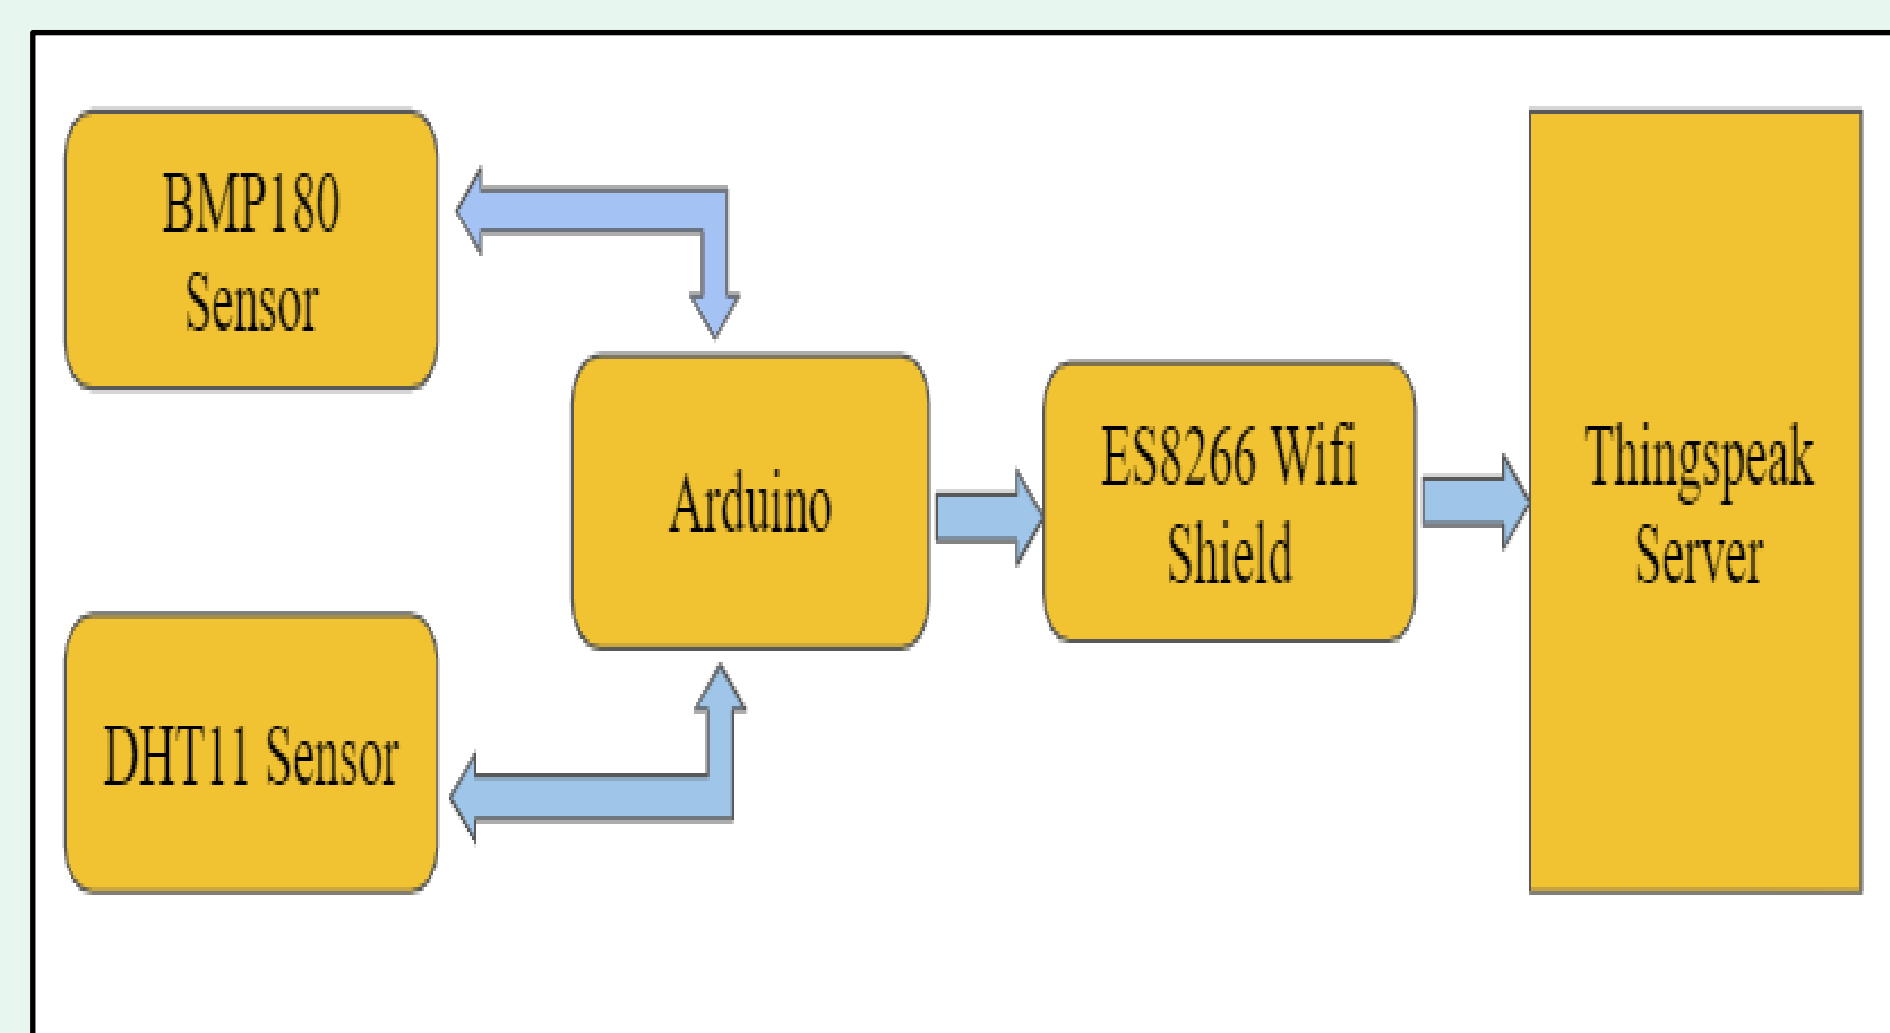 BMP180
Sensor
Arduino
ES8266 Wifi
Shield
Thingspeak
Server
DHT11 Sensor